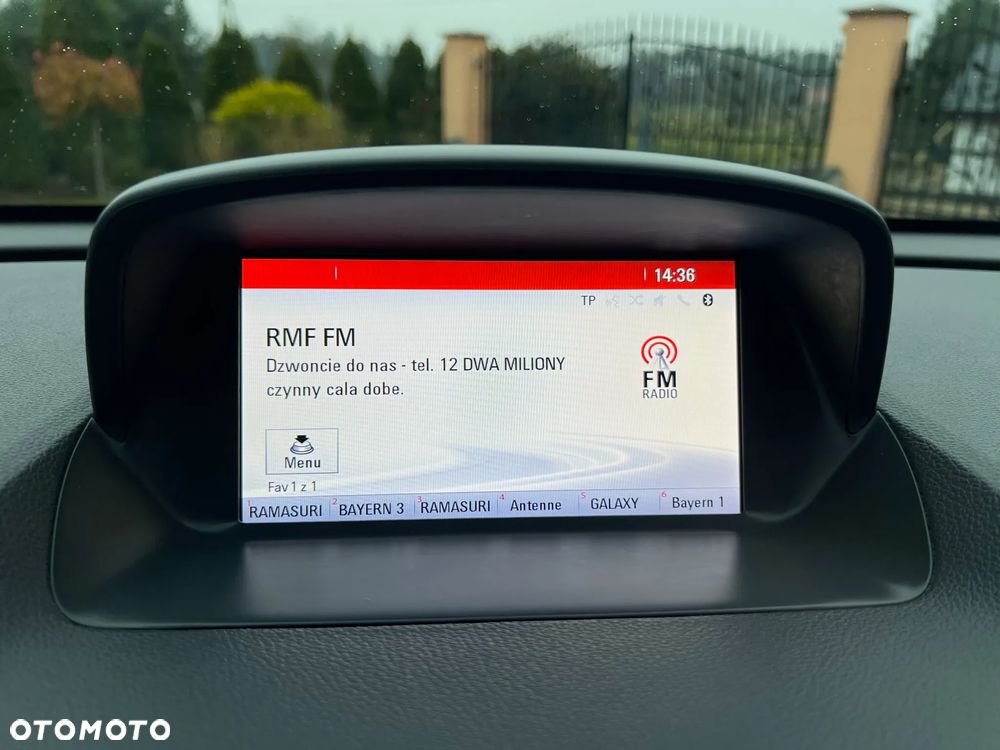 14:36
TP
RMF FM
Dzwoncie do nas - tel. 12 DWA MILIONY
czynny cala dobe.
FM
RADIO
Menu
Fav 1 z 1
1 RAMASURI 2 BAYERN 3 3 RAMASURI 4 Antenne 5 GALAXY 6 Bayern 1
OTOMOTO